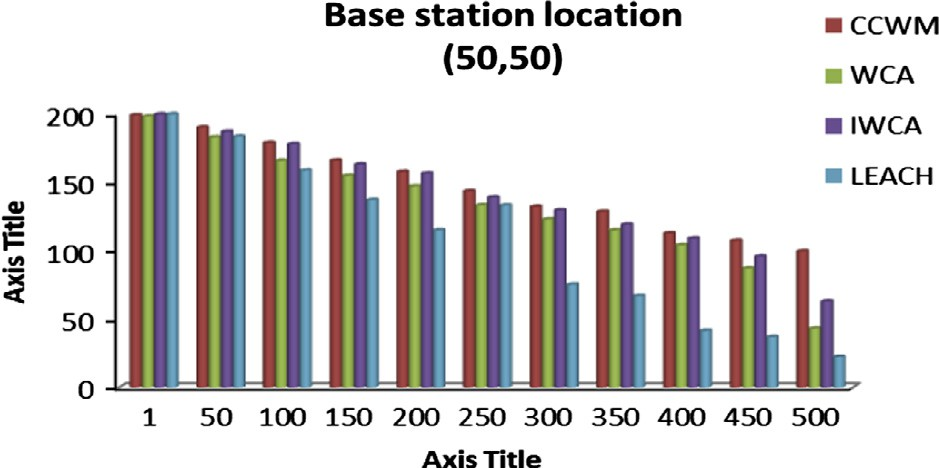 Base station location
(50,50)
CCWM
WCA
IWCA
LEACH
Axis Title
200
150
100
50
0
1 50 100 150 200 250 300 350 400 450 500
Axis Title